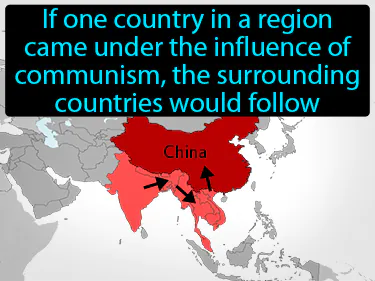 If one country in a region
came under the influence of
communism, the surrounding
countries would follow
China